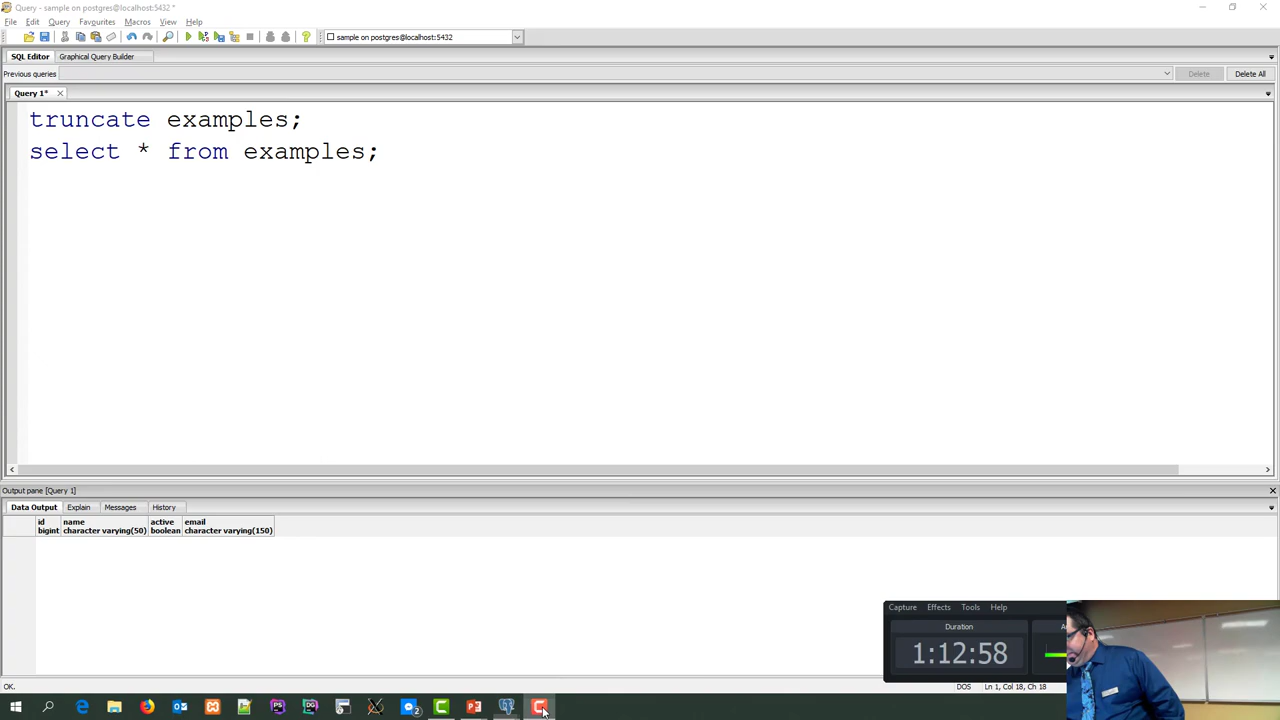 Query - sample on postgres@localhost:5432 *
File Edit Query Favourites Macros View Help
sample on postgres@localhost:5432
SQL Editor Graphical Query Builder
Previous queries Delete Delete All
Query 1*
truncate examples;
select * from examples;
Output pane [Query 1]
Data Output Explain Messages History
id name active email
bigint character varying(50) boolean character varying(150)
Capture Effects Tools Help
Duration
1:12:58
OK. DOS Ln 1, Col 18, Ch 18
PS DG 2